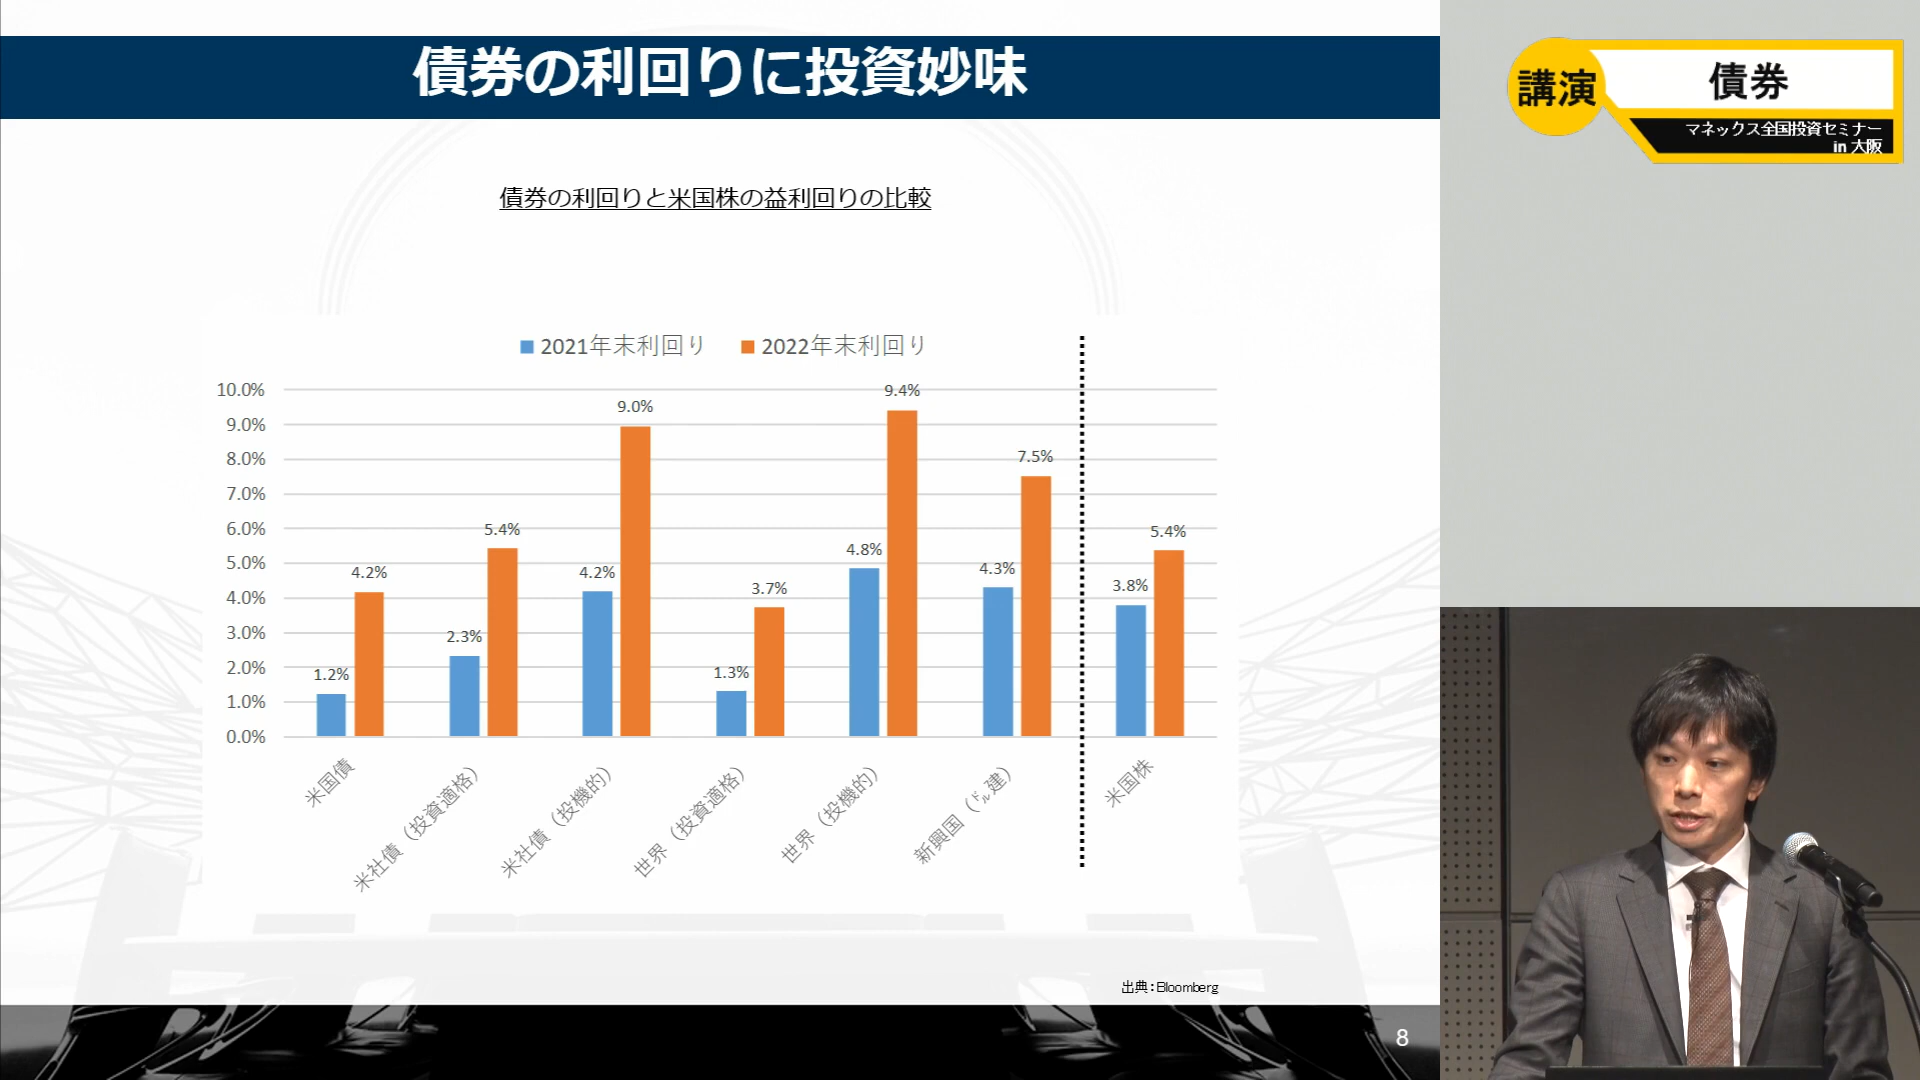 債券の利回りに投資妙味
講演
債券
マネックス全国投資セミナー
in 大阪
債券の利回りと米国株の益利回りの比較
2021年末利回り 2022年末利回り
10.0%
9.0%
8.0%
7.0%
6.0%
5.0%
4.0%
3.0%
2.0%
1.0%
0.0%
1.2% 4.2%
2.3% 5.4%
4.2% 9.0%
1.3% 3.7%
4.8% 9.4%
4.3% 7.5%
3.8% 5.4%
米国債
米社債（投資適格）
米社債（投機的）
世界（投資適格）
世界（投機的）
新興国（㌦建）
米国株
出典：Bloomberg
8